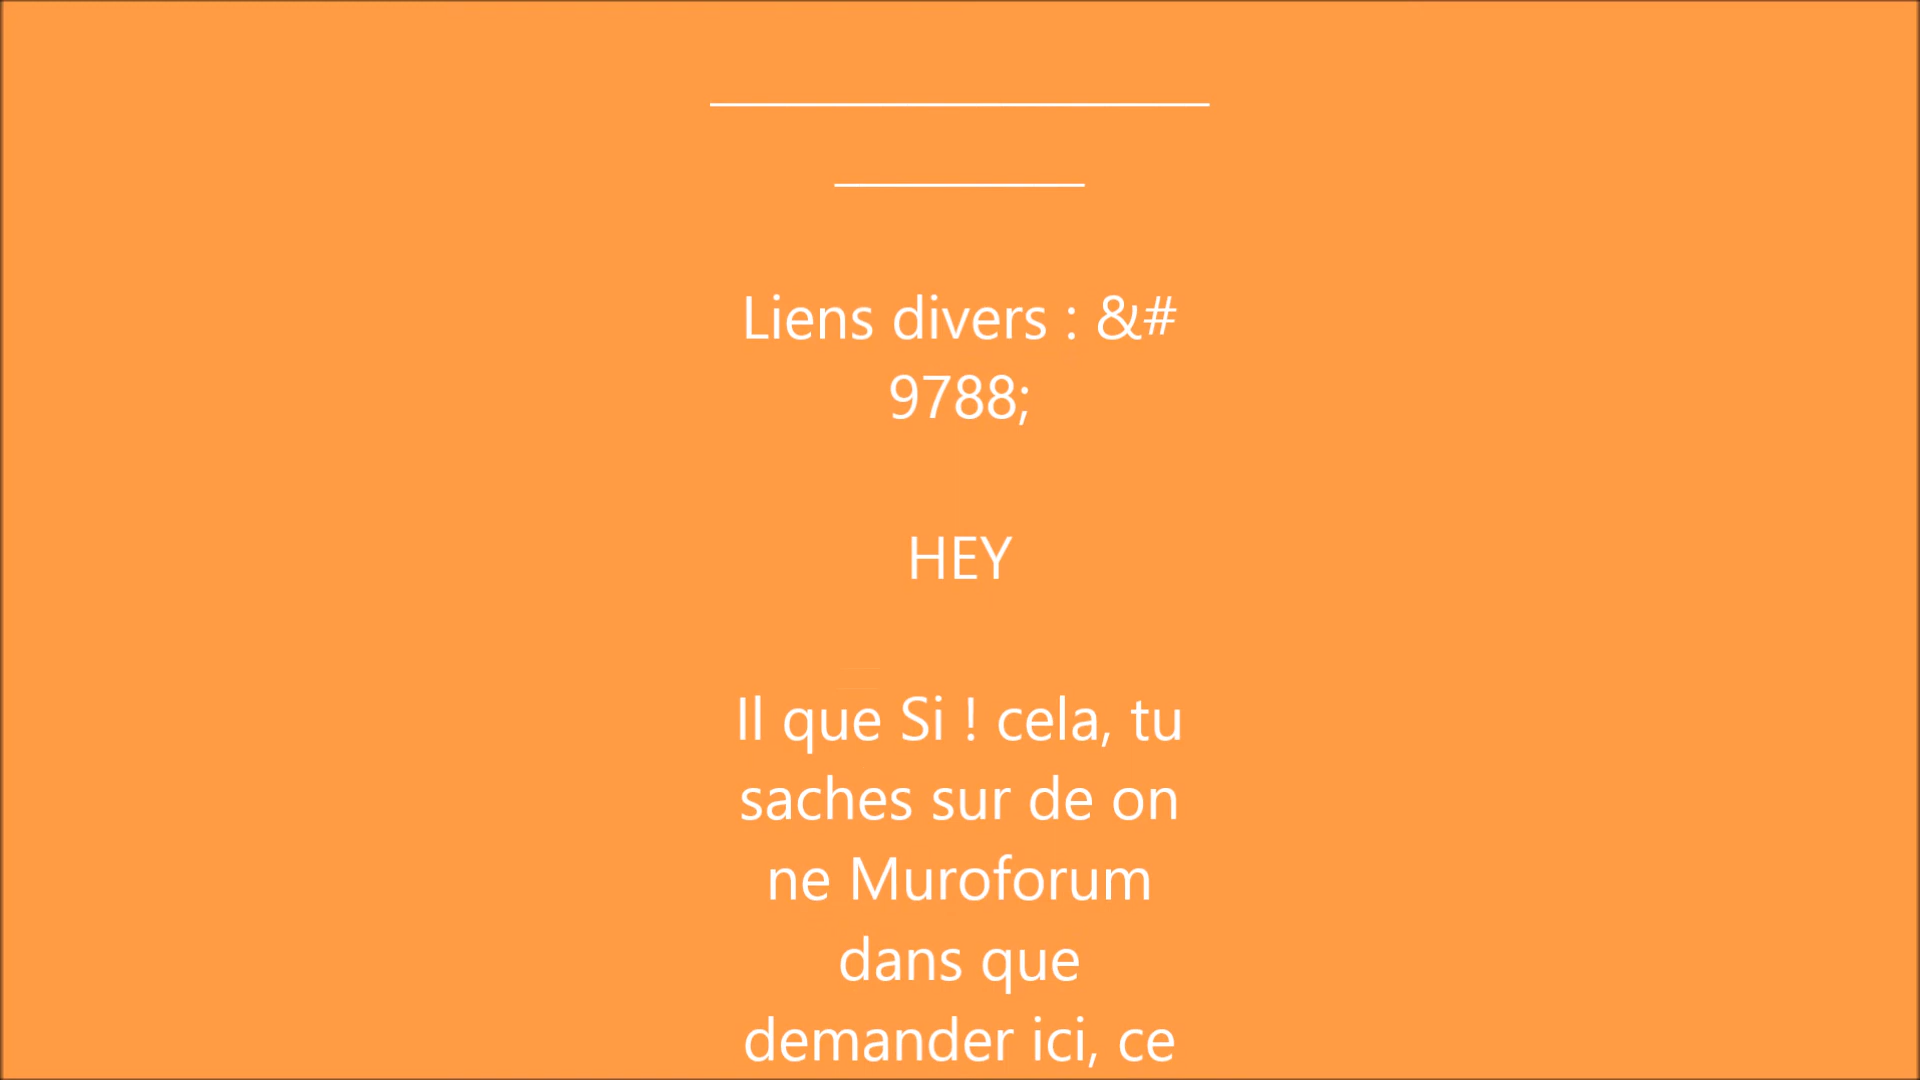 Liens divers : &#
9788;
HEY
Il que Si ! cela, tu
saches sur de on
ne Muroforum
dans que
demander ici, ce